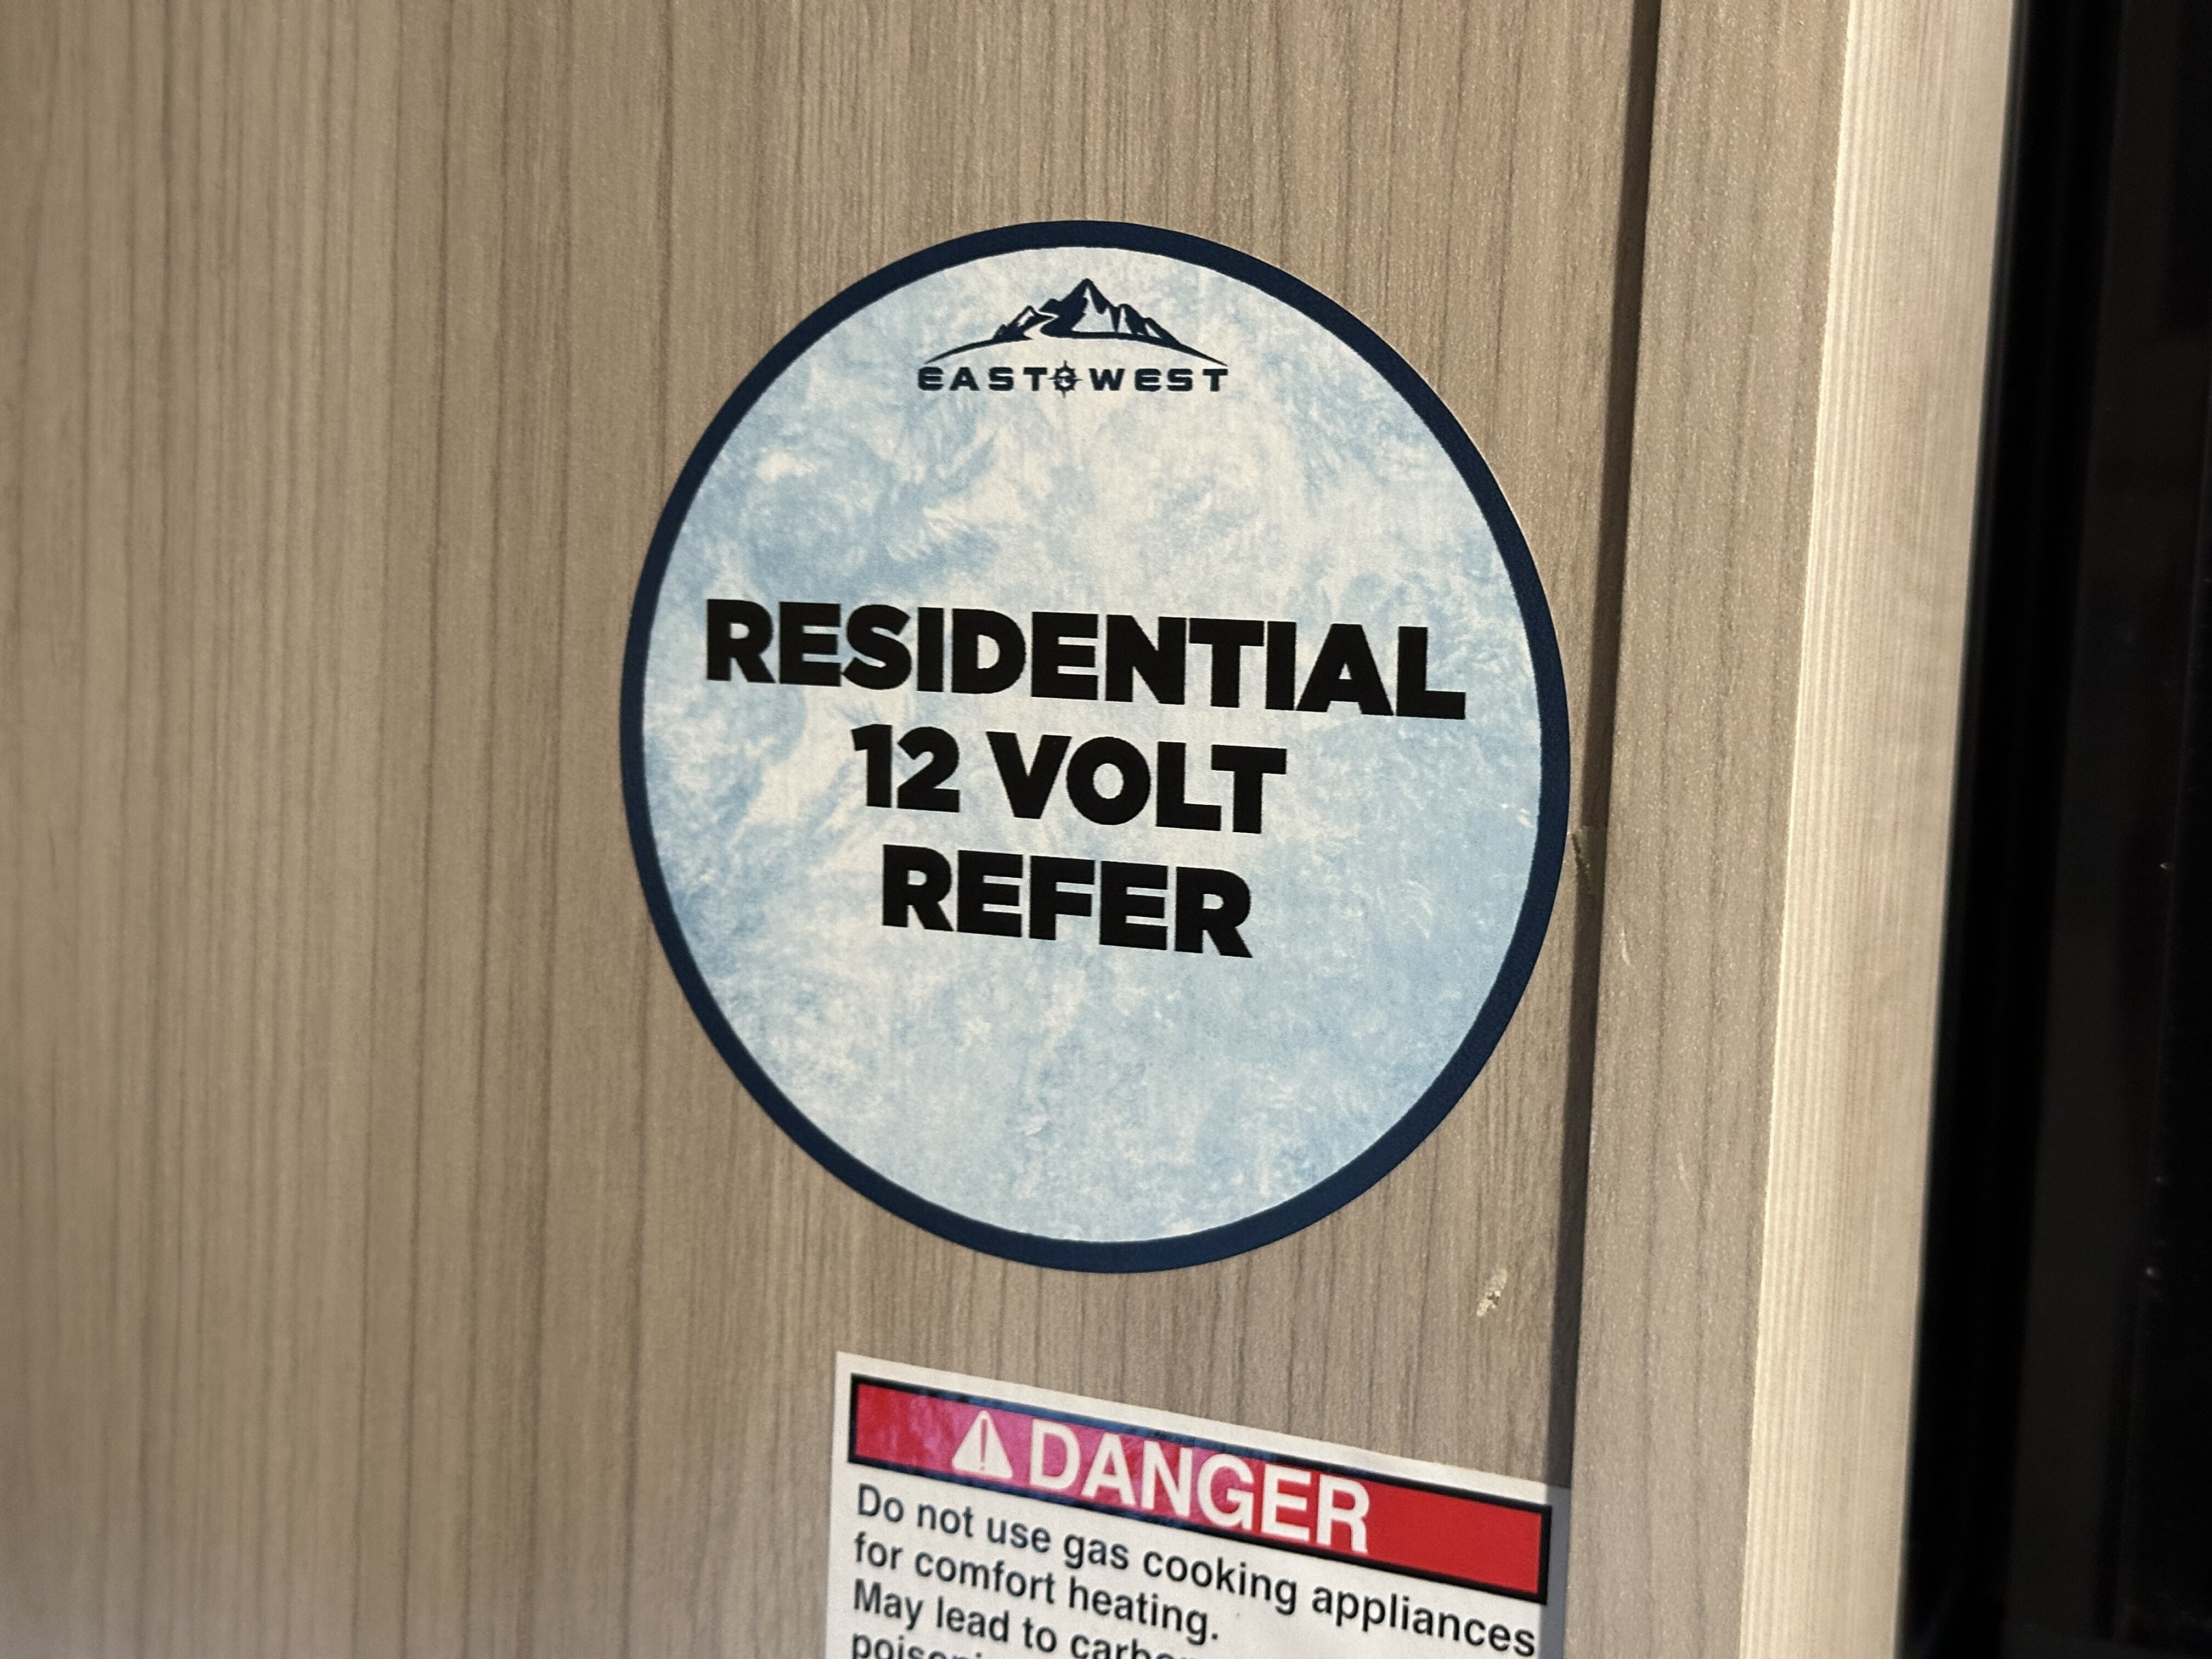 EAST WEST
RESIDENTIAL
12 VOLT
REFER
DANGER
Do not use gas cooking appliances
for comfort heating.
May lead to